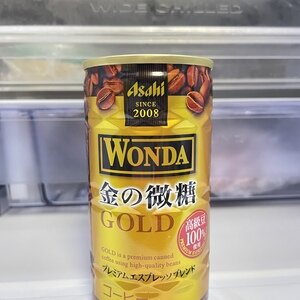 WIDE CHILLED
Asahi
SINCE
2008
WONDA
金の微糖
GOLD
高級豆
100%
使用
GOLD is a premium canned
coffee using high-quality beans
プレミアムエスプレッソブレンド
コーヒー